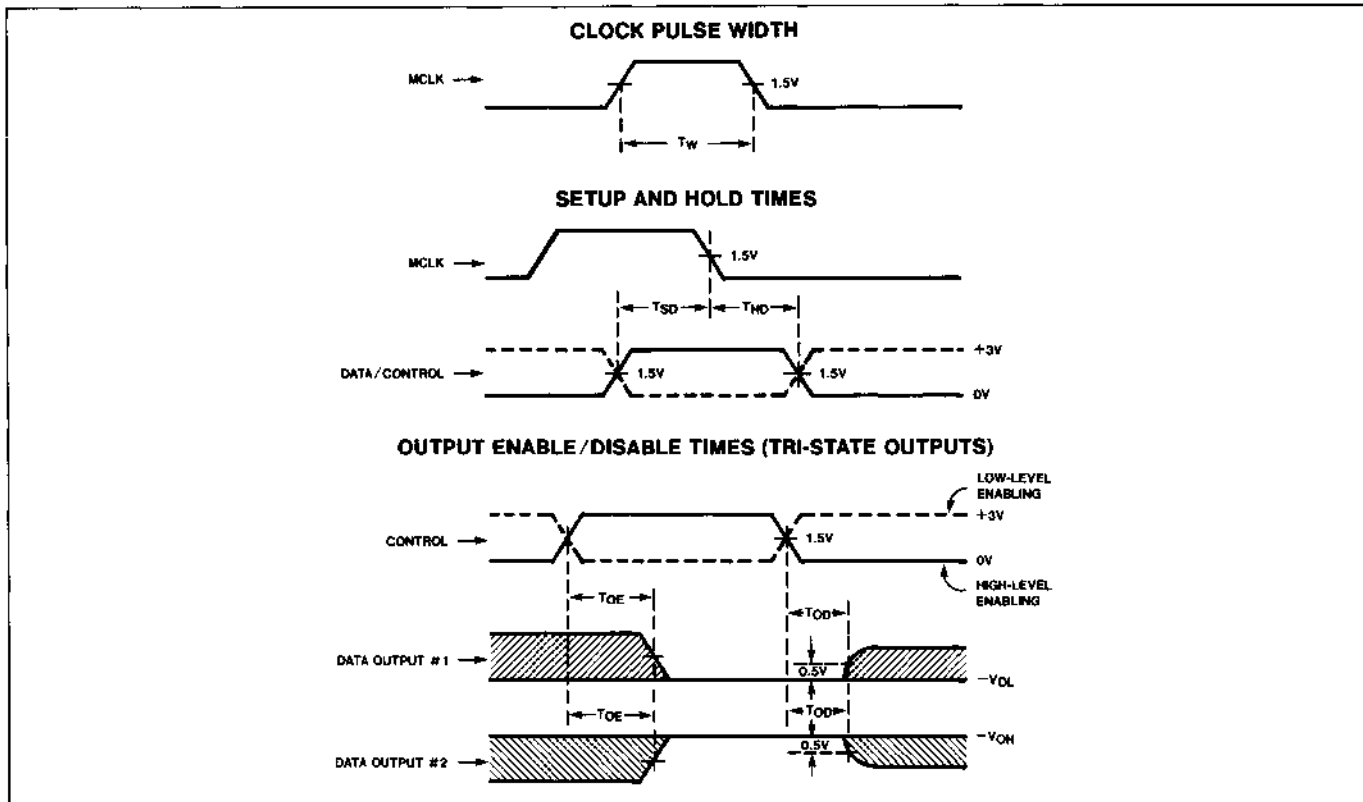 CLOCK PULSE WIDTH
MCLK
1.5V
TW
SETUP AND HOLD TIMES
MCLK
1.5V
TSD
THD
+3V
DATA/CONTROL
1.5V
1.5V
0V
OUTPUT ENABLE/DISABLE TIMES (TRI-STATE OUTPUTS)
LOW-LEVEL
ENABLING
+3V
CONTROL
1.5V
0V
HIGH-LEVEL
ENABLING
TOE
TOD
DATA OUTPUT #1
0.5V
VOL
TOE
TOD
VOH
0.5V
DATA OUTPUT #2